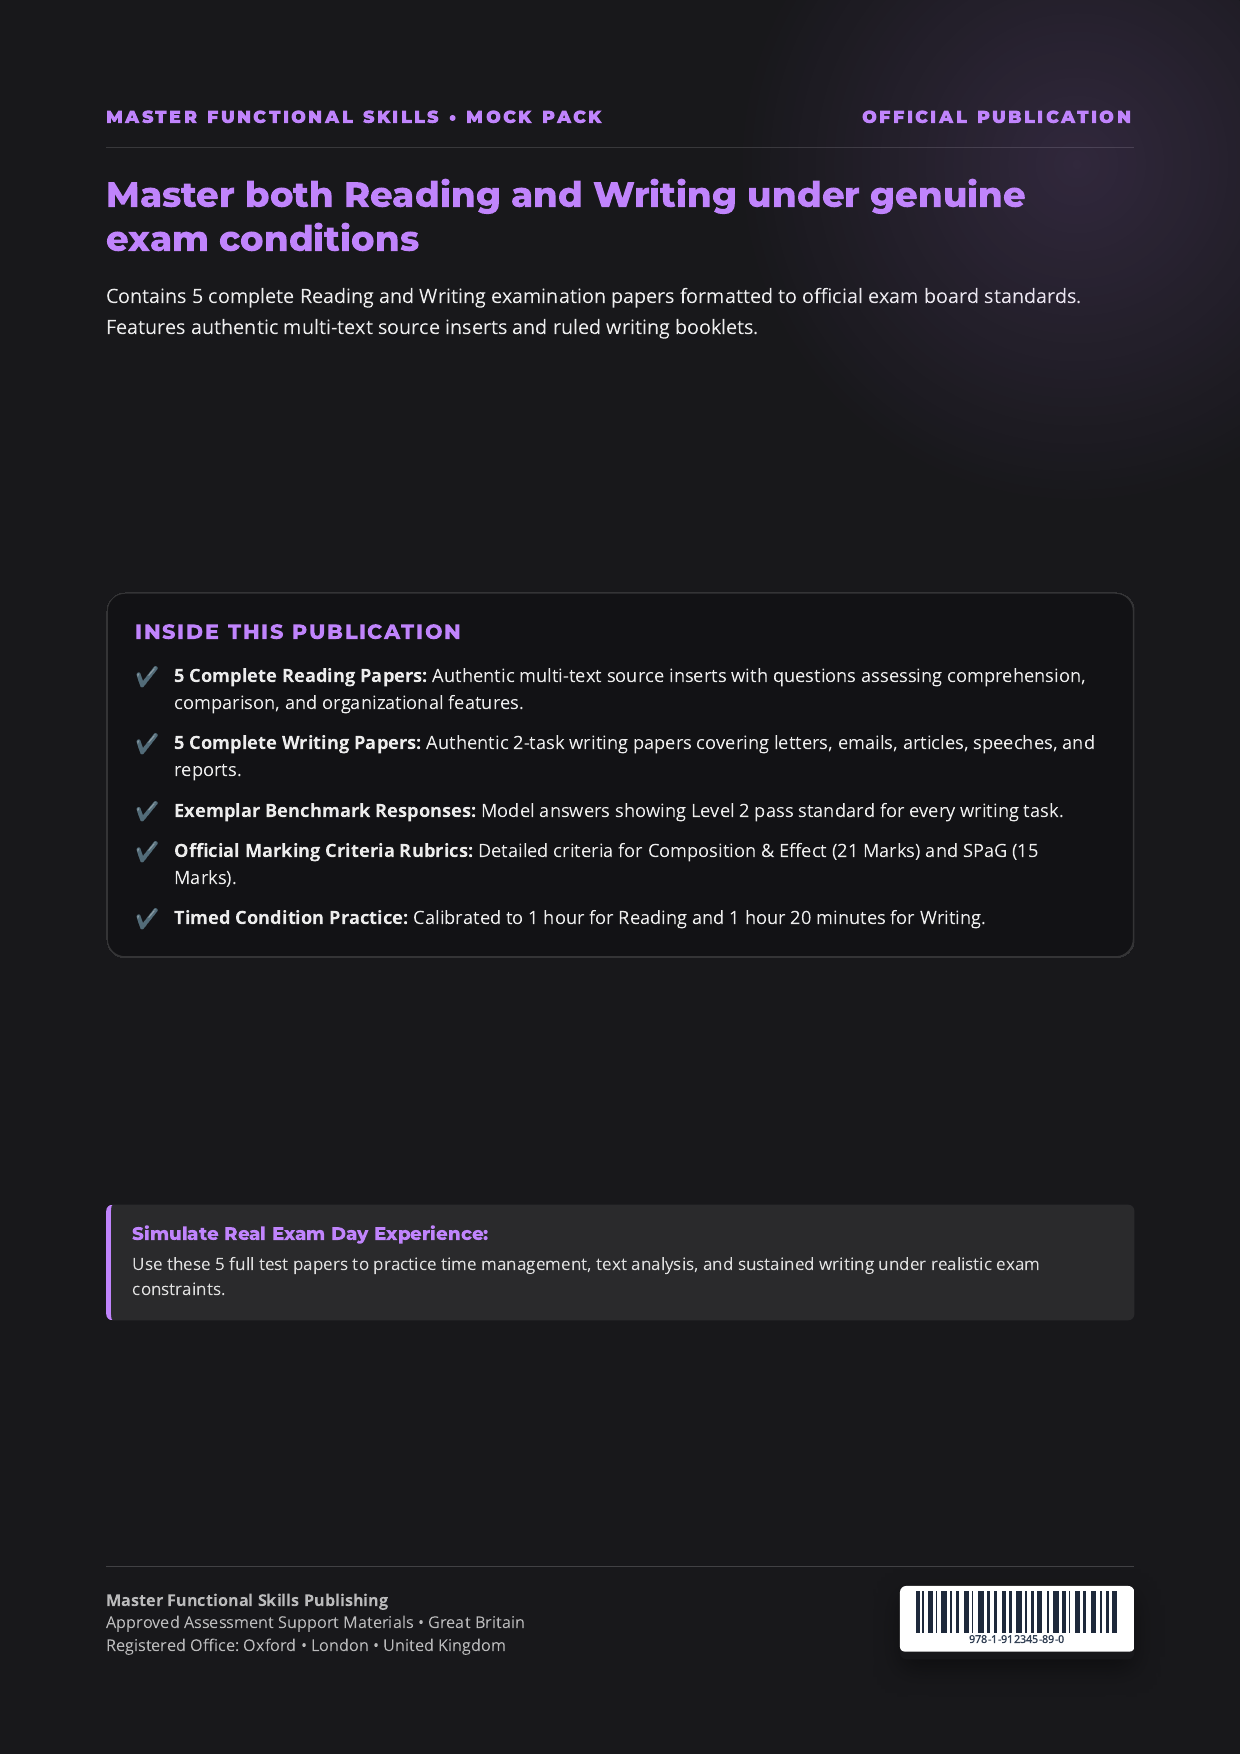 MASTER FUNCTIONAL SKILLS • MOCK PACK
OFFICIAL PUBLICATION
Master both Reading and Writing under genuine
exam conditions
Contains 5 complete Reading and Writing examination papers formatted to official exam board standards.
Features authentic multi-text source inserts and ruled writing booklets.
INSIDE THIS PUBLICATION
✔ 5 Complete Reading Papers: Authentic multi-text source inserts with questions assessing comprehension,
comparison, and organizational features.
✔ 5 Complete Writing Papers: Authentic 2-task writing papers covering letters, emails, articles, speeches, and
reports.
✔ Exemplar Benchmark Responses: Model answers showing Level 2 pass standard for every writing task.
✔ Official Marking Criteria Rubrics: Detailed criteria for Composition & Effect (21 Marks) and SPaG (15
Marks).
✔ Timed Condition Practice: Calibrated to 1 hour for Reading and 1 hour 20 minutes for Writing.
Simulate Real Exam Day Experience:
Use these 5 full test papers to practice time management, text analysis, and sustained writing under realistic exam
constraints.
Master Functional Skills Publishing
Approved Assessment Support Materials • Great Britain
Registered Office: Oxford • London • United Kingdom
978-1-912345-89-0